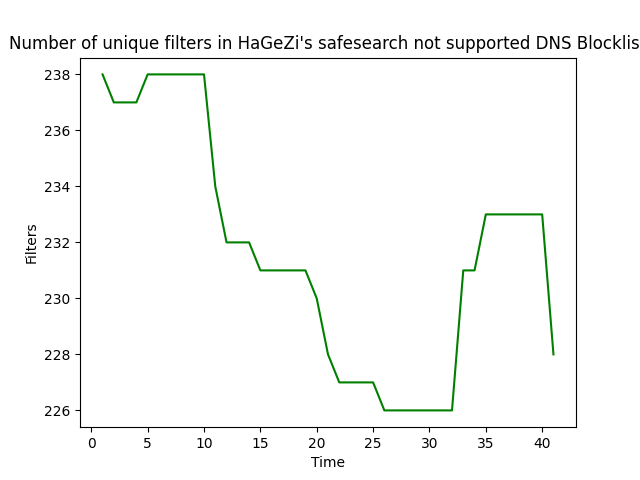 Number of unique filters in HaGeZi's safesearch not supported DNS Blocklis
238
236
234
232
230
228
226
Filters
0 5 10 15 20 25 30 35 40
Time